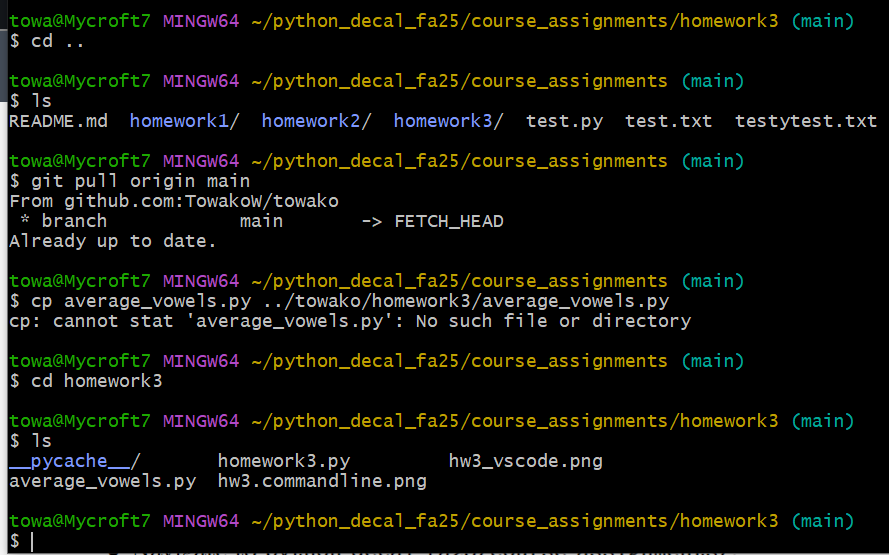 towa@Mycroft7 MINGW64 ~/python_decal_fa25/course_assignments/homework3 (main)
$ cd ..
towa@Mycroft7 MINGW64 ~/python_decal_fa25/course_assignments (main)
$ ls
README.md  homework1/  homework2/  homework3/  test.py  test.txt  testytest.txt
towa@Mycroft7 MINGW64 ~/python_decal_fa25/course_assignments (main)
$ git pull origin main
From github.com:TowakoW/towako
 * branch            main       -> FETCH_HEAD
Already up to date.
towa@Mycroft7 MINGW64 ~/python_decal_fa25/course_assignments (main)
$ cp average_vowels.py ../towako/homework3/average_vowels.py
cp: cannot stat 'average_vowels.py': No such file or directory
towa@Mycroft7 MINGW64 ~/python_decal_fa25/course_assignments (main)
$ cd homework3
towa@Mycroft7 MINGW64 ~/python_decal_fa25/course_assignments/homework3 (main)
$ ls
__pycache__/       homework3.py         hw3_vscode.png
average_vowels.py  hw3.commandline.png
towa@Mycroft7 MINGW64 ~/python_decal_fa25/course_assignments/homework3 (main)
$